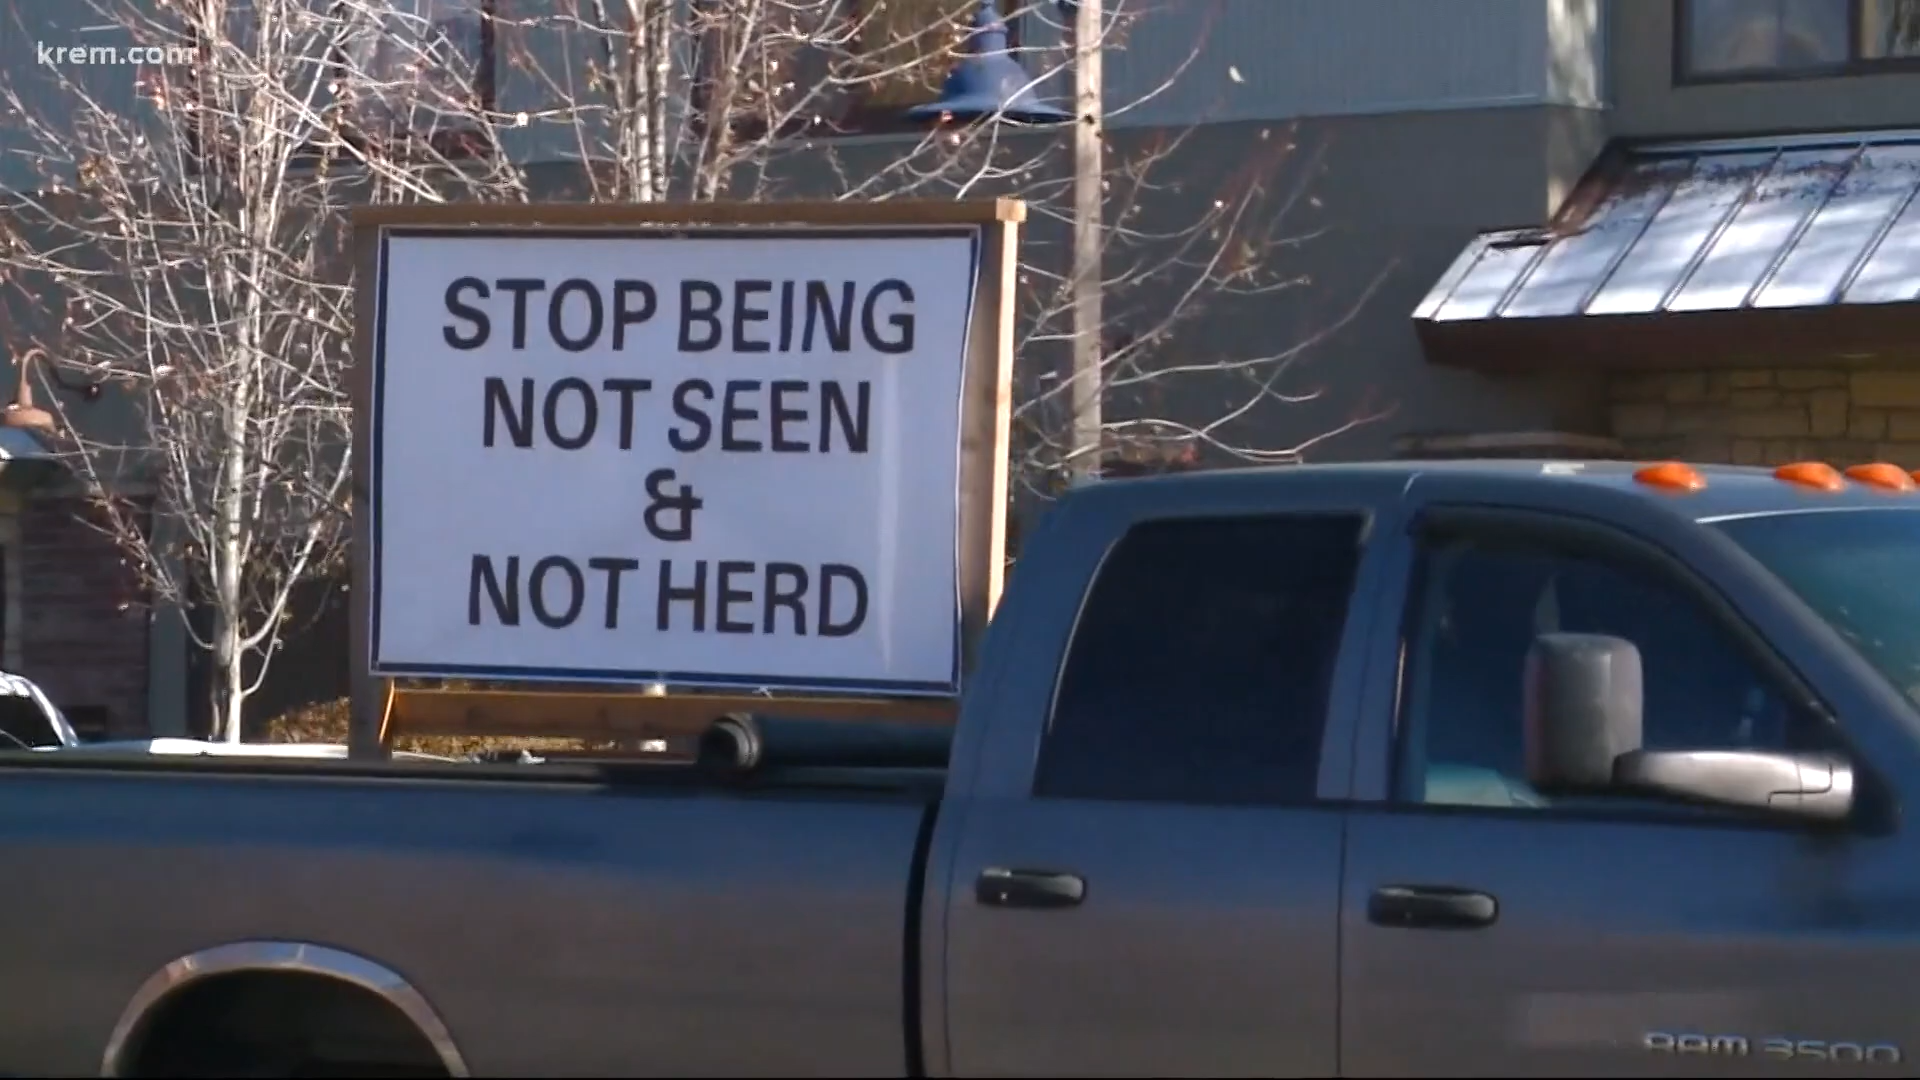 krem.com
STOP BEING
NOT SEEN
&
NOT HERD
RAM 3500